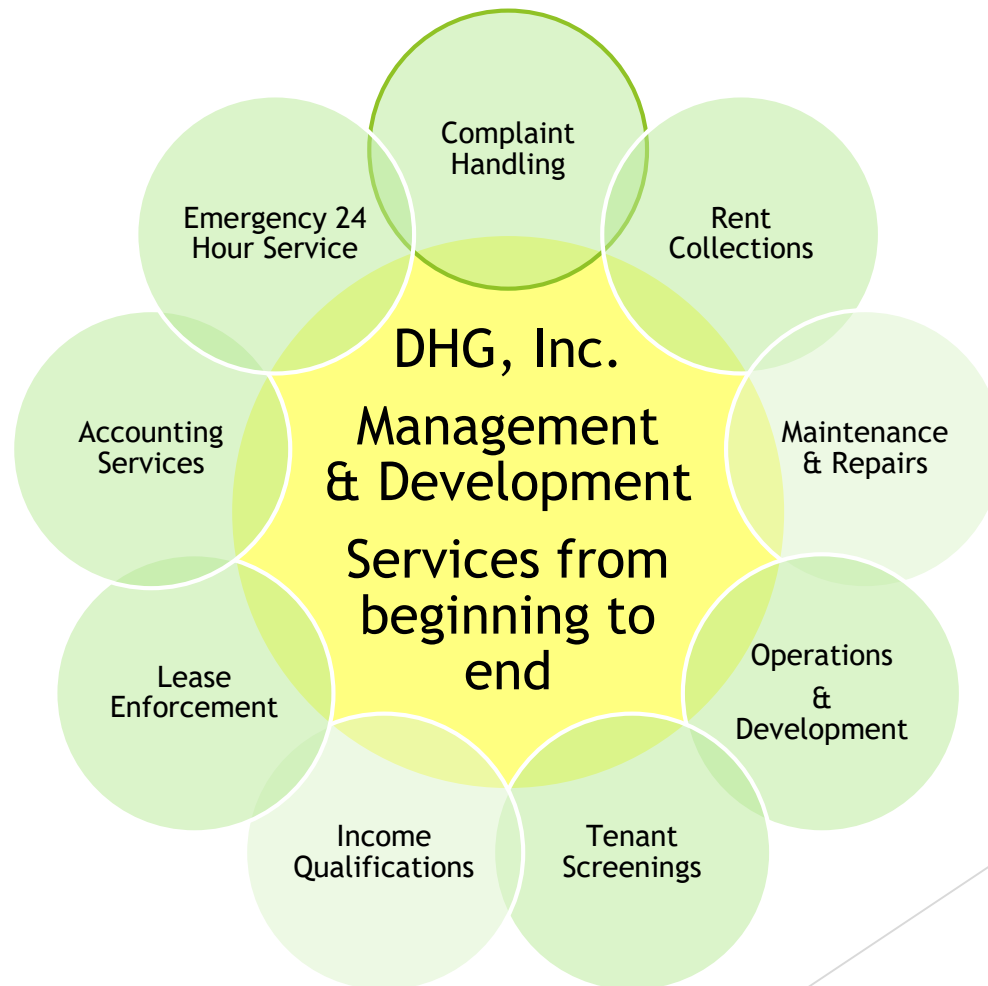 Complaint
Handling
Rent
Collections
Maintenance
& Repairs
Operations
&
Development
Tenant
Screenings
Income
Qualifications
Lease
Enforcement
Accounting
Services
Emergency 24
Hour Service
DHG, Inc.
Management
& Development
Services from
beginning to
end